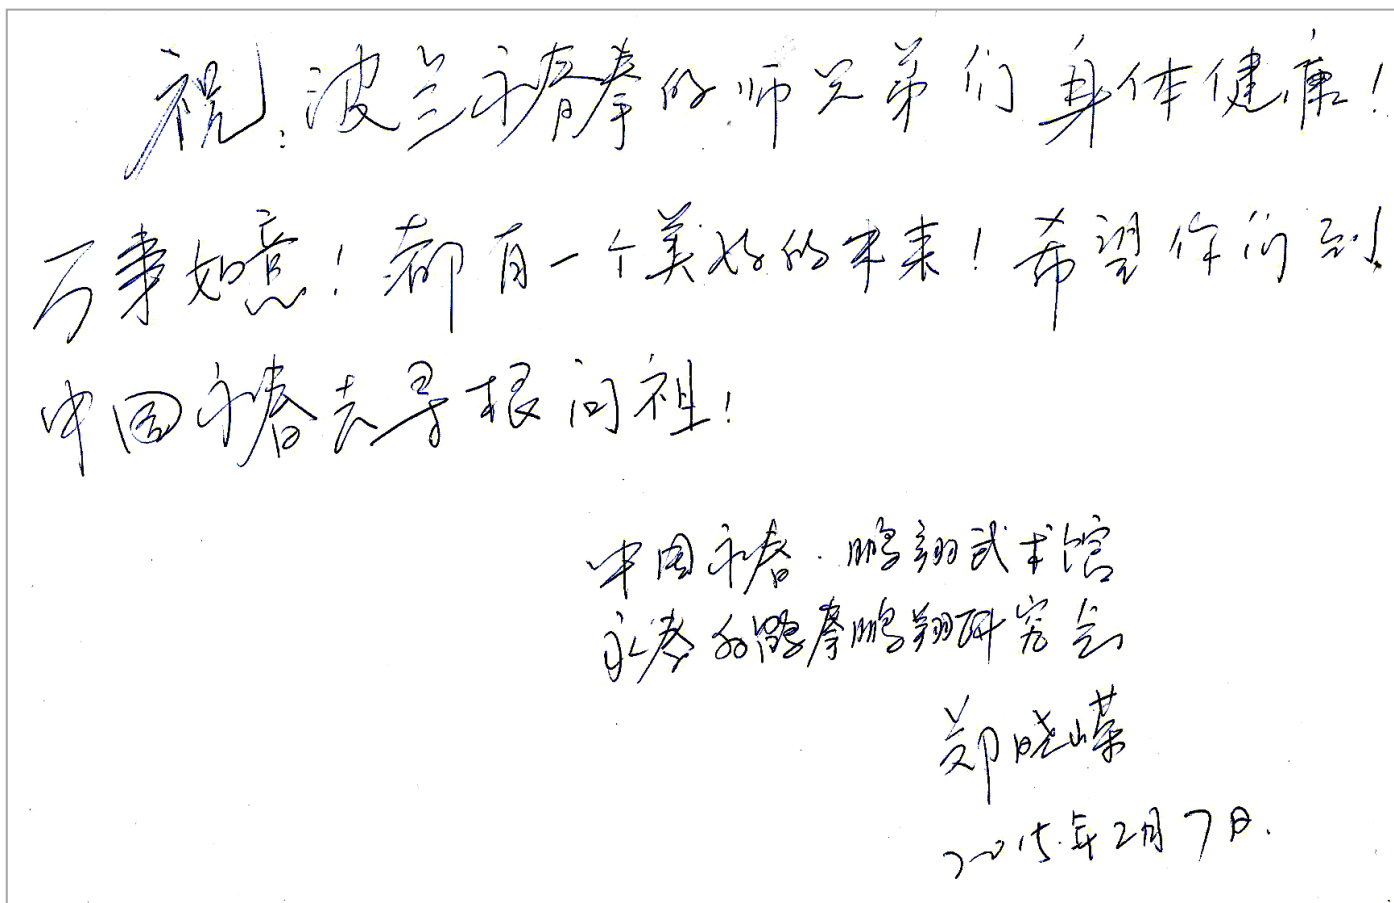 祝:波兰永春拳的师兄弟们身体健康!
万事如意!都有一个美好的未来!希望你们到
中国永春去寻根问祖!
中国永春·鹏翔武术馆
永春白鹤拳鹏翔研究会
郑晓嵘
2015年2月7日.